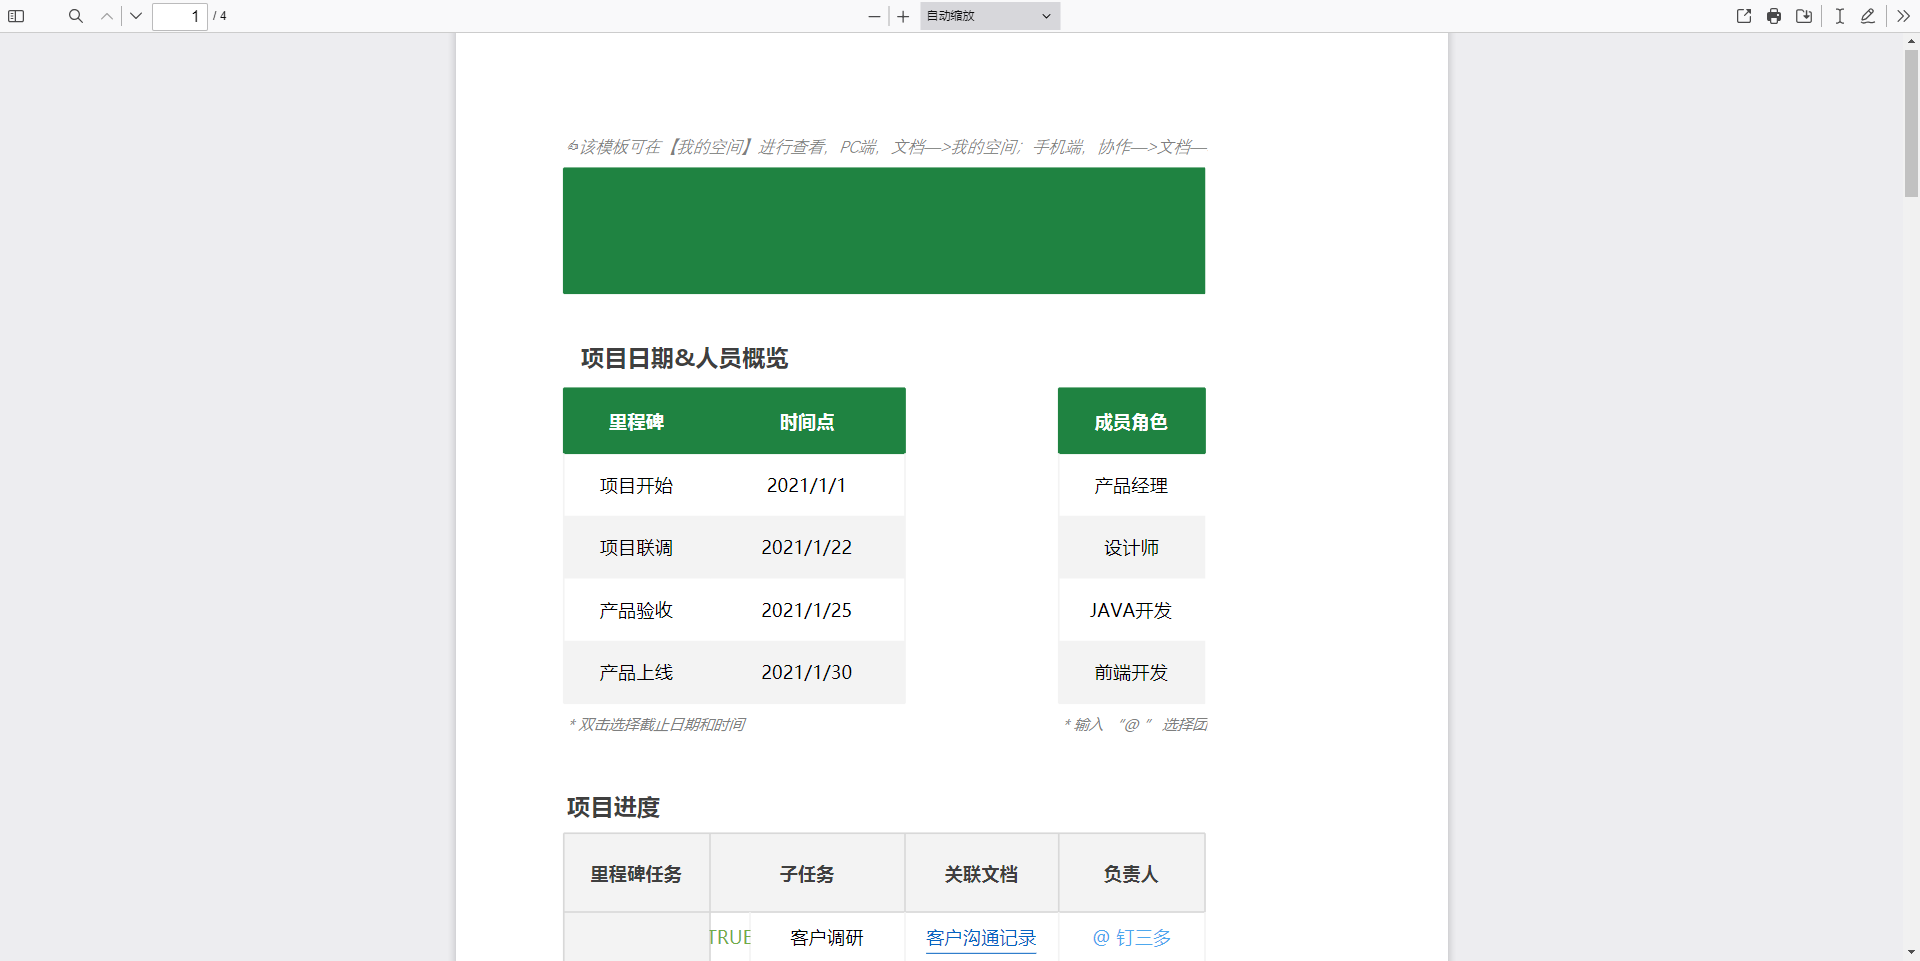 1 / 4
自动缩放
该模板可在【我的空间】进行查看，PC端，文档—>我的空间；手机端，协作—>文档—
项目日期&人员概览
里程碑 时间点 成员角色
项目开始 2021/1/1 产品经理
项目联调 2021/1/22 设计师
产品验收 2021/1/25 JAVA开发
产品上线 2021/1/30 前端开发
* 双击选择截止日期和时间 * 输入 “@ ” 选择团
项目进度
里程碑任务 子任务 关联文档 负责人
TRUE 客户调研 客户沟通记录 @ 钉三多